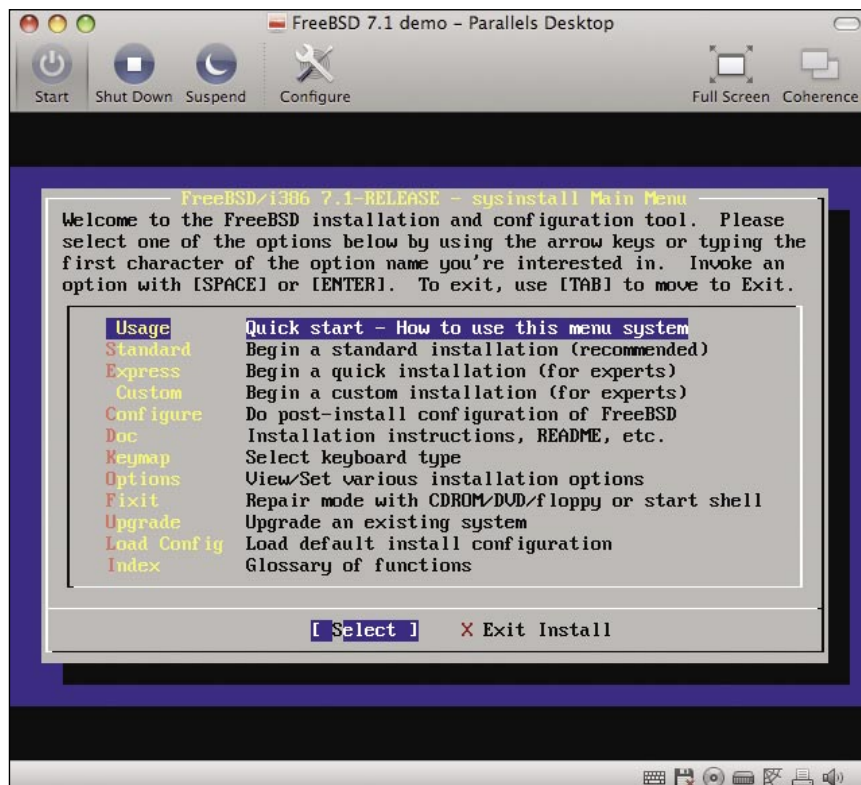 FreeBSD 7.1 demo – Parallels Desktop
Start Shut Down Suspend Configure Full Screen Coherence
FreeBSD/i386 7.1-RELEASE - sysinstall Main Menu
Welcome to the FreeBSD installation and configuration tool. Please
select one of the options below by using the arrow keys or typing the
first character of the option name you're interested in. Invoke an
option with [SPACE] or [ENTER]. To exit, use [TAB] to move to Exit.
Usage Quick start - How to use this menu system
Standard Begin a standard installation (recommended)
Express Begin a quick installation (for experts)
Custom Begin a custom installation (for experts)
Configure Do post-install configuration of FreeBSD
Doc Installation instructions, README, etc.
Keymap Select keyboard type
Options View/Set various installation options
Fixit Repair mode with CDROM/DVD/floppy or start shell
Upgrade Upgrade an existing system
Load Config Load default install configuration
Index Glossary of functions
[ Select ] X Exit Install